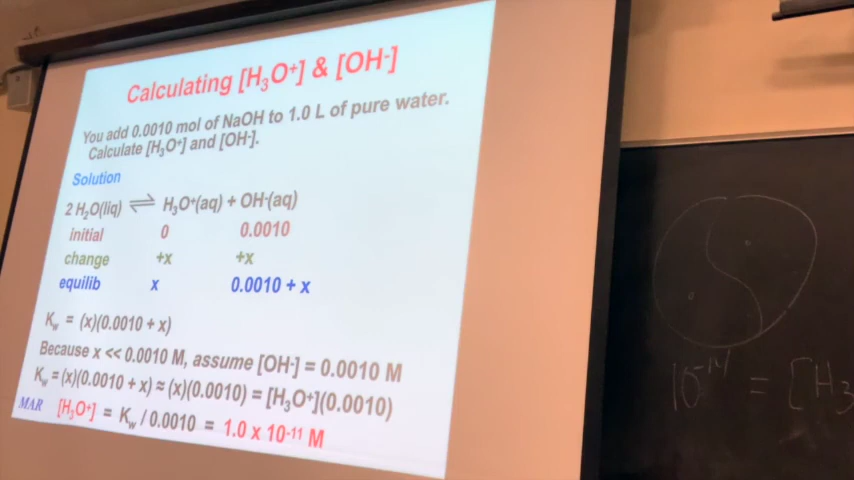 Calculating [H₃O⁺] & [OH⁻]
You add 0.0010 mol of NaOH to 1.0 L of pure water.
Calculate [H₃O⁺] and [OH⁻].
Solution
2 H₂O(liq) ⇌ H₃O⁺(aq) + OH⁻(aq)
initial 0 0.0010
change +x +x
equilib x 0.0010 + x
K_w = (x)(0.0010 + x)
Because x << 0.0010 M, assume [OH⁻] = 0.0010 M
K_w = (x)(0.0010 + x) ≈ (x)(0.0010) = [H₃O⁺](0.0010)
MAR [H₃O⁺] = K_w / 0.0010 = 1.0 x 10⁻¹¹ M
10⁻¹⁴ = [H₃